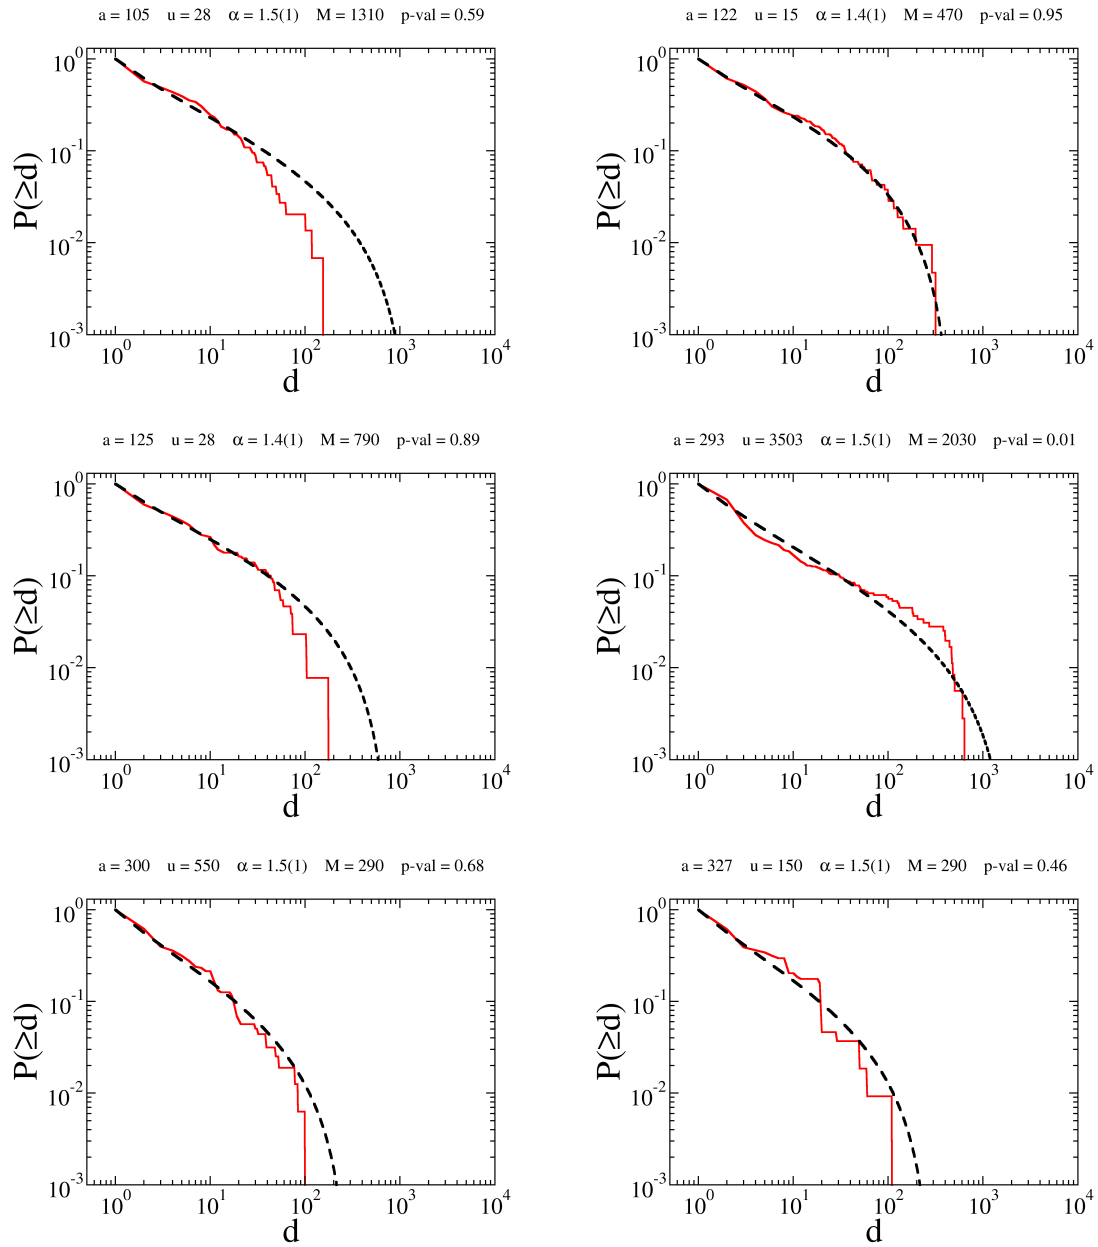 a = 105 u = 28 α = 1.5(1) M = 1310 p-val = 0.59
10^0
10^-1
10^-2
10^-3
P(≥d)
10^0 10^1 10^2 10^3 10^4
d
a = 122 u = 15 α = 1.4(1) M = 470 p-val = 0.95
10^0
10^-1
10^-2
10^-3
P(≥d)
10^0 10^1 10^2 10^3 10^4
d
a = 125 u = 28 α = 1.4(1) M = 790 p-val = 0.89
10^0
10^-1
10^-2
10^-3
P(≥d)
10^0 10^1 10^2 10^3 10^4
d
a = 293 u = 3503 α = 1.5(1) M = 2030 p-val = 0.01
10^0
10^-1
10^-2
10^-3
P(≥d)
10^0 10^1 10^2 10^3 10^4
d
a = 300 u = 550 α = 1.5(1) M = 290 p-val = 0.68
10^0
10^-1
10^-2
10^-3
P(≥d)
10^0 10^1 10^2 10^3 10^4
d
a = 327 u = 150 α = 1.5(1) M = 290 p-val = 0.46
10^0
10^-1
10^-2
10^-3
P(≥d)
10^0 10^1 10^2 10^3 10^4
d